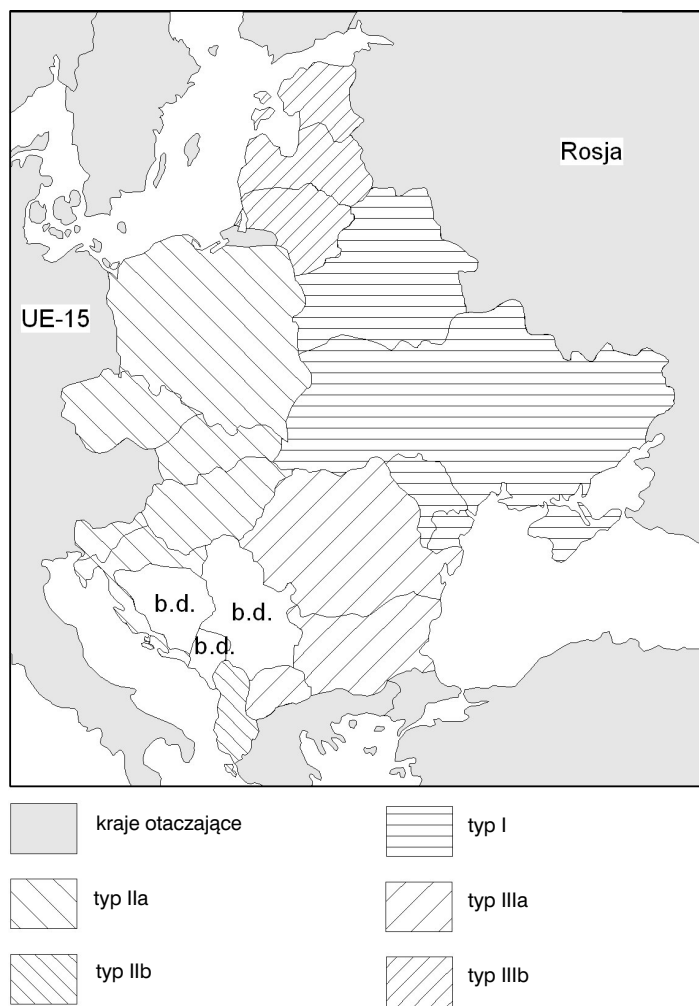 Rosja
UE-15
b.d.
b.d.
b.d.
kraje otaczające
typ I
typ IIa
typ IIIa
typ IIb
typ IIIb